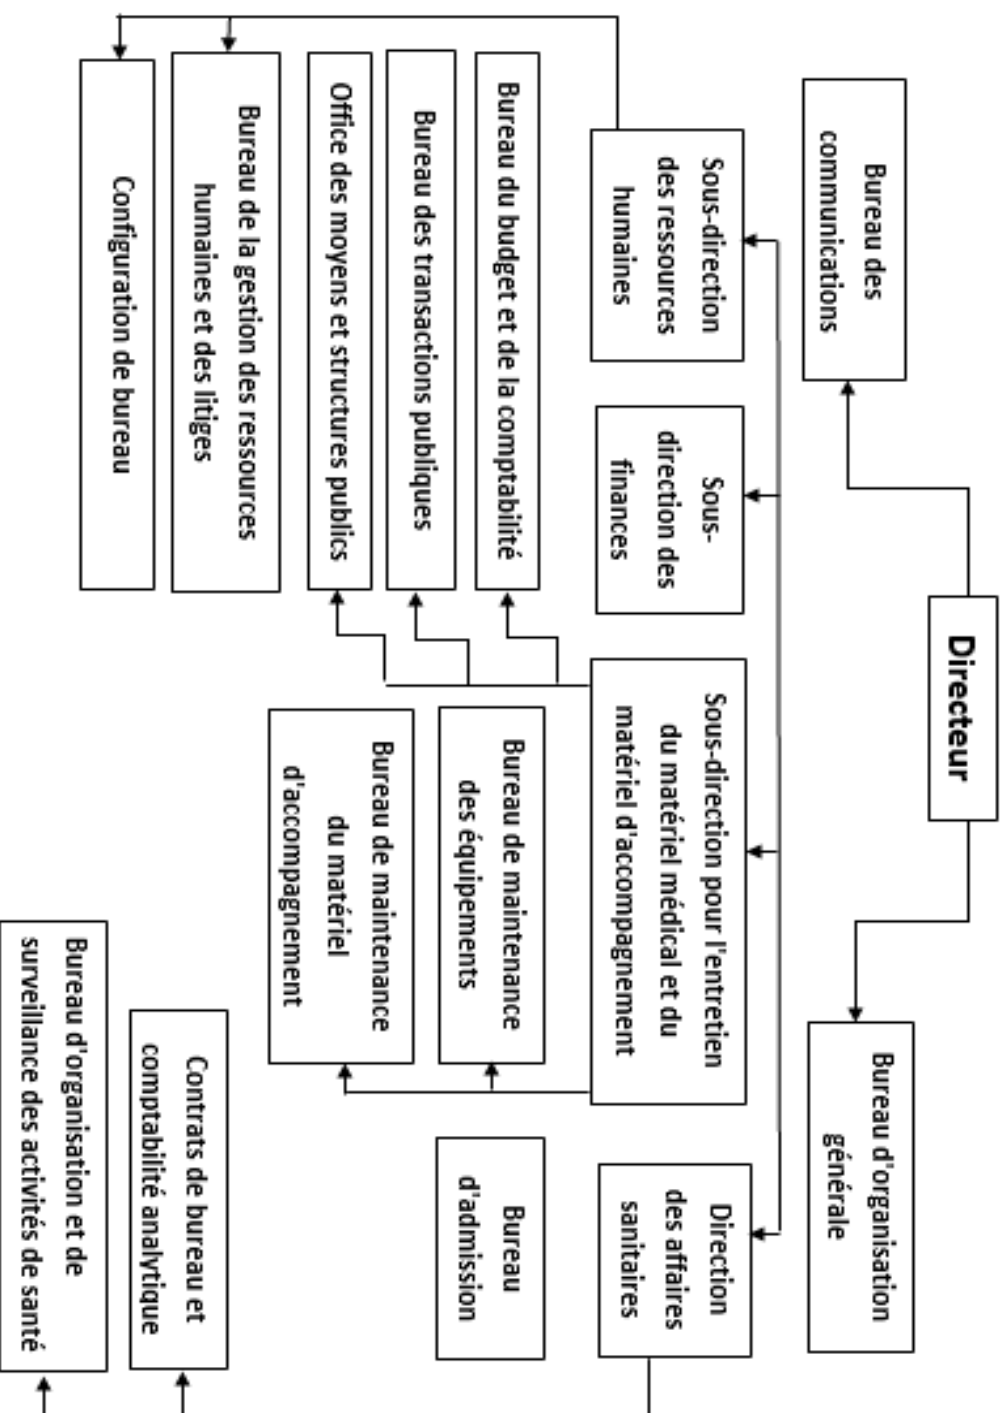 Directeur
Bureau des
communications
Bureau d'organisation
générale
Sous-direction
des ressources
humaines
Sous-
direction des
finances
Sous-direction pour l'entretien
du matériel médical et du
matériel d'accompagnement
Direction
des affaires
sanitaires
Bureau du budget et de la comptabilité
Bureau des transactions publiques
Office des moyens et structures publics
Bureau de la gestion des ressources
humaines et des litiges
Configuration de bureau
Bureau de maintenance
des équipements
Bureau de maintenance
du matériel
d'accompagnement
Bureau
d'admission
Contrats de bureau et
comptabilité analytique
Bureau d'organisation et de
surveillance des activités de santé